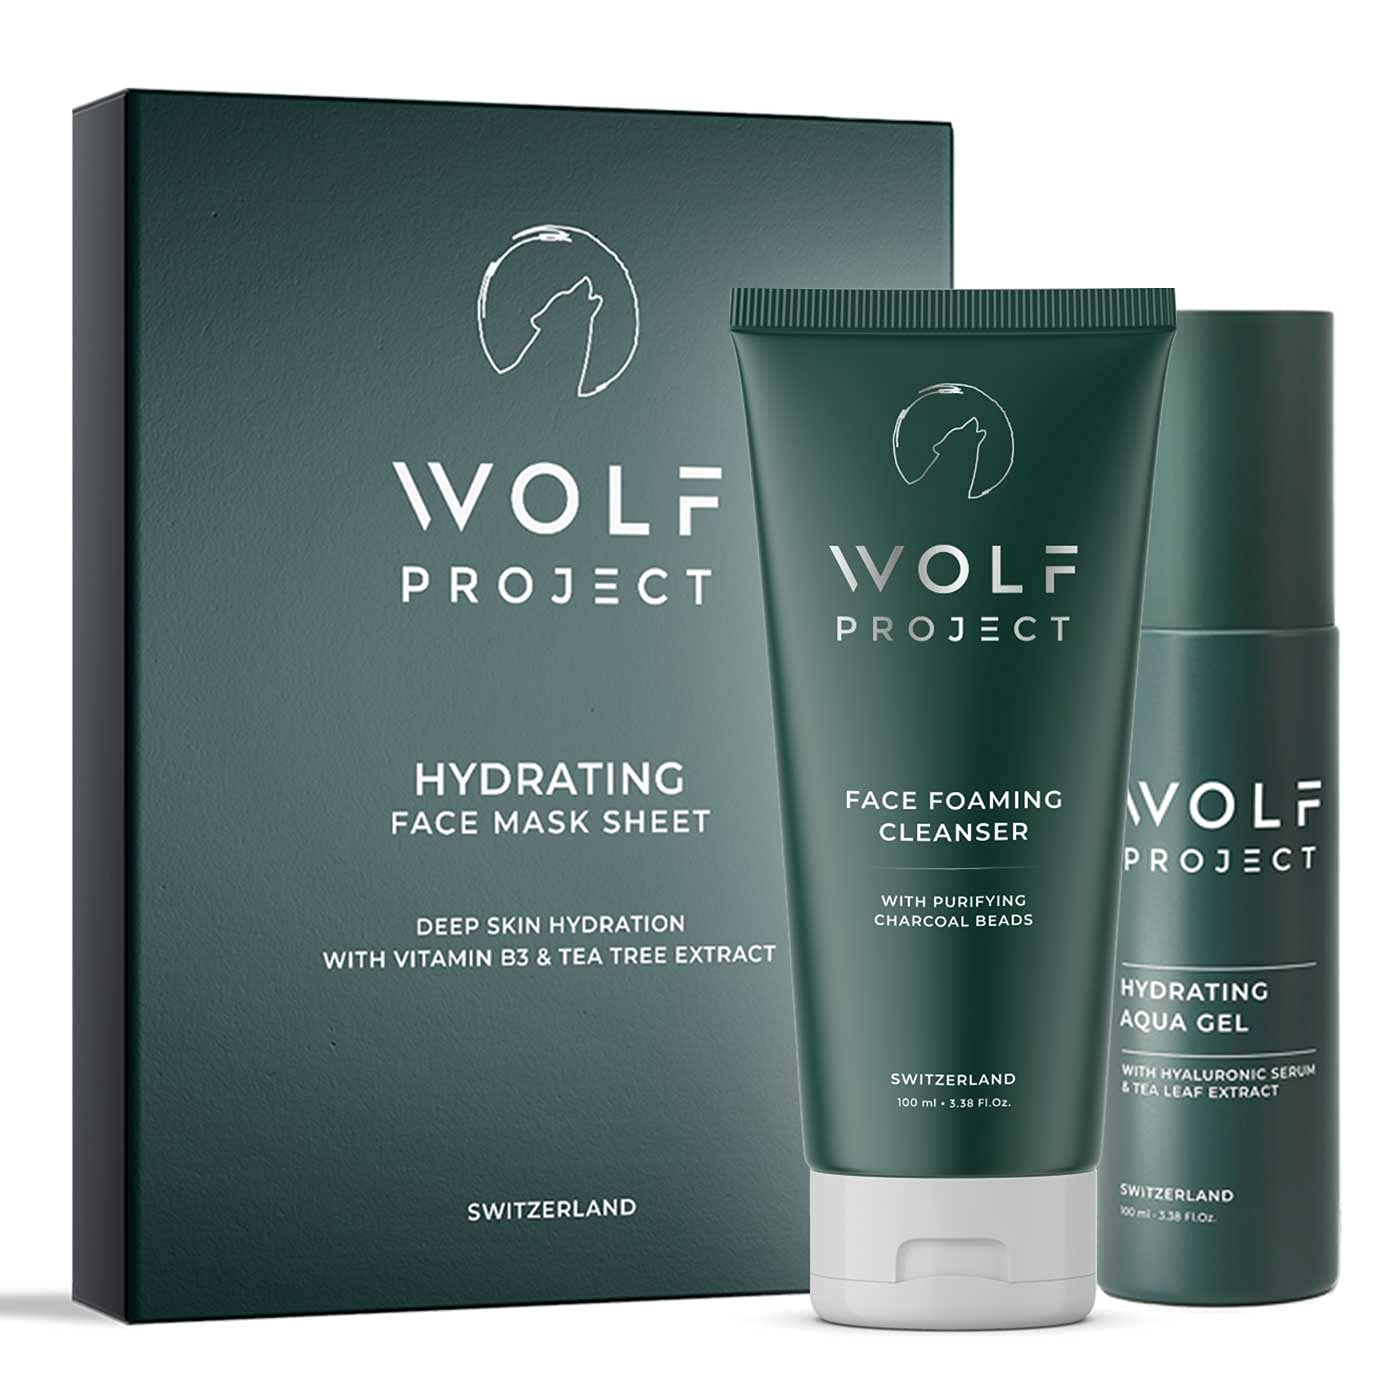 WOLF
PROJECT
HYDRATING
FACE MASK SHEET
DEEP SKIN HYDRATION
WITH VITAMIN B3 & TEA TREE EXTRACT
SWITZERLAND
WOLF
PROJECT
FACE FOAMING
CLEANSER
WITH PURIFYING
CHARCOAL BEADS
SWITZERLAND
100 ml • 3.38 Fl.Oz.
WOLF
PROJECT
HYDRATING
AQUA GEL
WITH HYALURONIC SERUM
& TEA LEAF EXTRACT
SWITZERLAND
100 ml - 3.38 Fl.Oz.